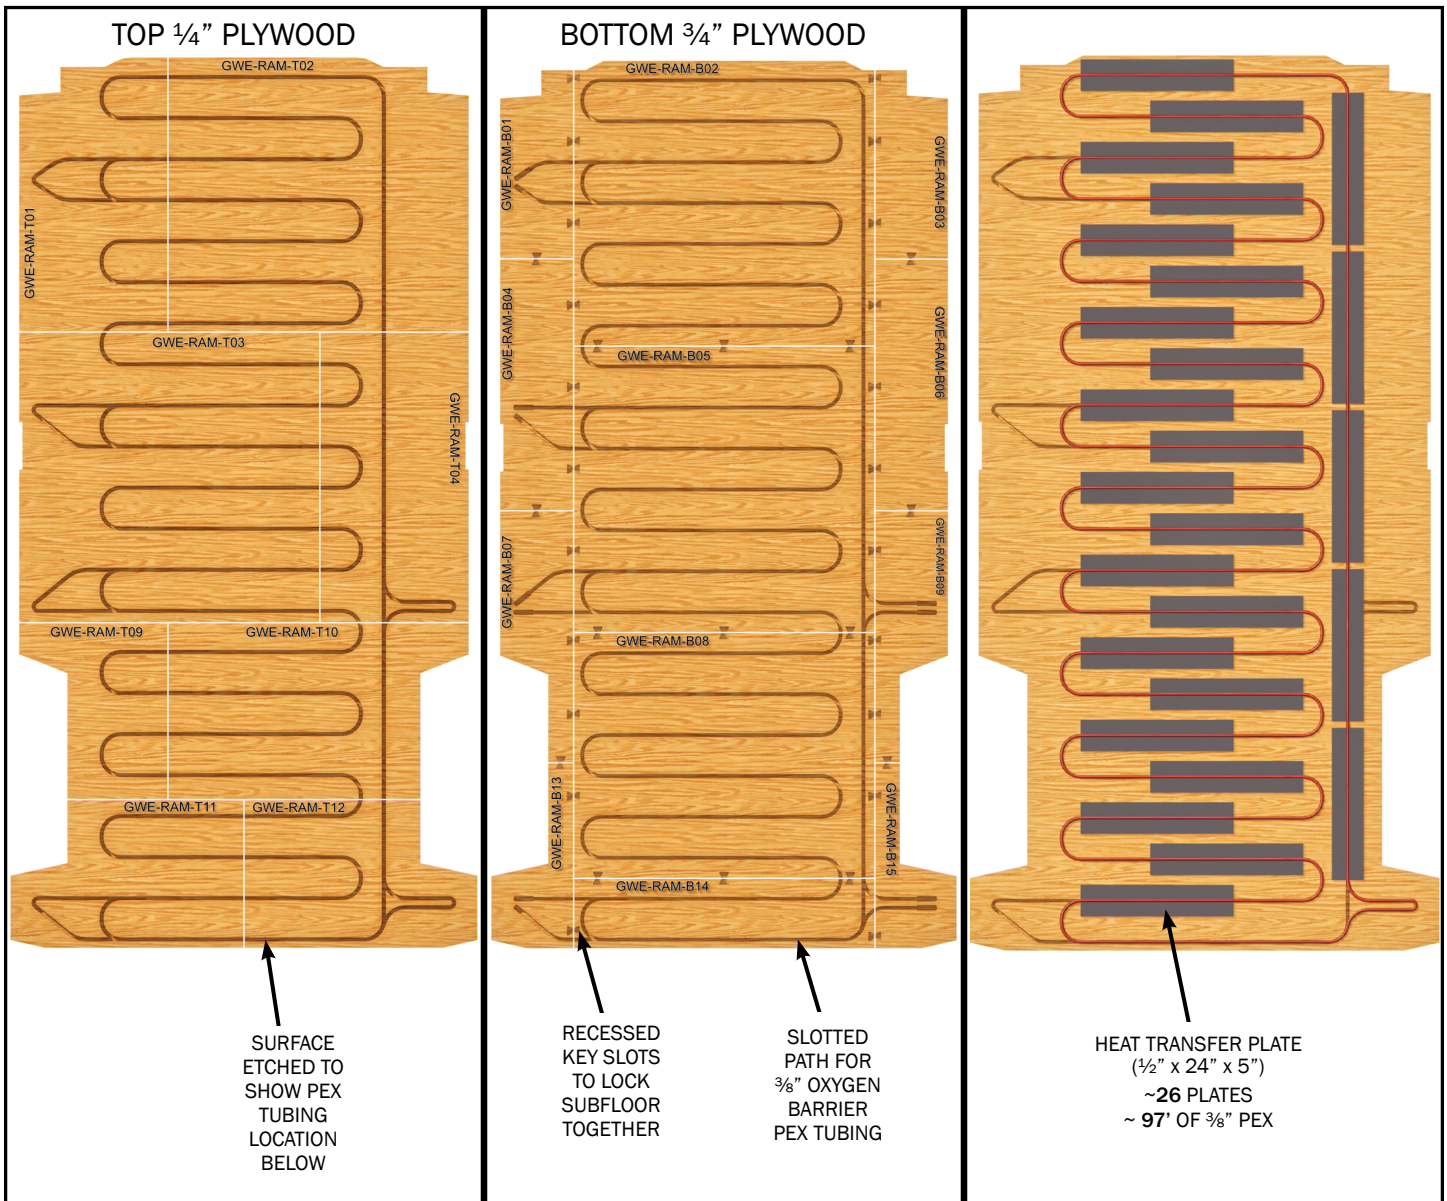 TOP ¼” PLYWOOD
GWE-RAM-T02
GWE-RAM-T01
GWE-RAM-T03
GWE-RAM-T04
GWE-RAM-T09
GWE-RAM-T10
GWE-RAM-T11
GWE-RAM-T12
SURFACE
ETCHED TO
SHOW PEX
TUBING
LOCATION
BELOW
BOTTOM ¾” PLYWOOD
GWE-RAM-B02
GWE-RAM-B01
GWE-RAM-B03
GWE-RAM-B04
GWE-RAM-B05
GWE-RAM-B06
GWE-RAM-B07
GWE-RAM-B08
GWE-RAM-B09
GWE-RAM-B13
GWE-RAM-B14
GWE-RAM-B15
RECESSED
KEY SLOTS
TO LOCK
SUBFLOOR
TOGETHER
SLOTTED
PATH FOR
⅜” OXYGEN
BARRIER
PEX TUBING
HEAT TRANSFER PLATE
(½” x 24” x 5”)
~26 PLATES
~ 97’ OF ⅜” PEX